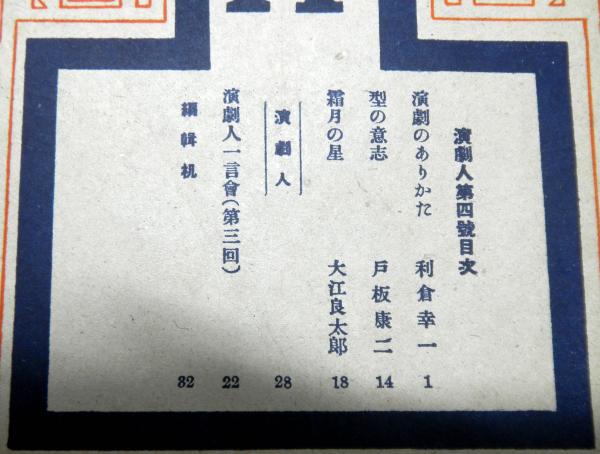 演劇人第四號目次
演劇のありかた 利倉幸一 1
型の意志 戸板康二 14
霜月の星 大江良太郎 18
演劇人 28
演劇人一言會(第三回) 22
編輯机 32